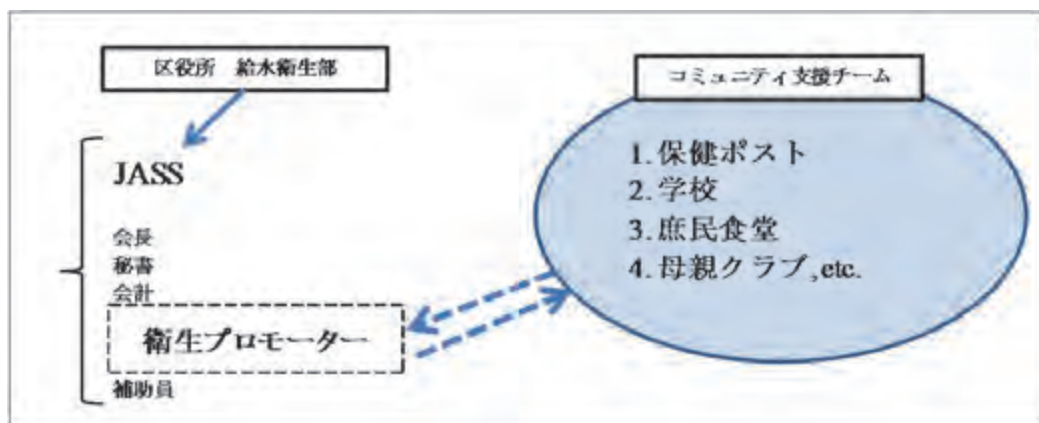 区役所　給水衛生部
JASS
会長
秘書
会計
衛生プロモーター
補助員
コミュニティ支援チーム
1. 保健ポスト
2. 学校
3. 庶民食堂
4. 母親クラブ,etc.